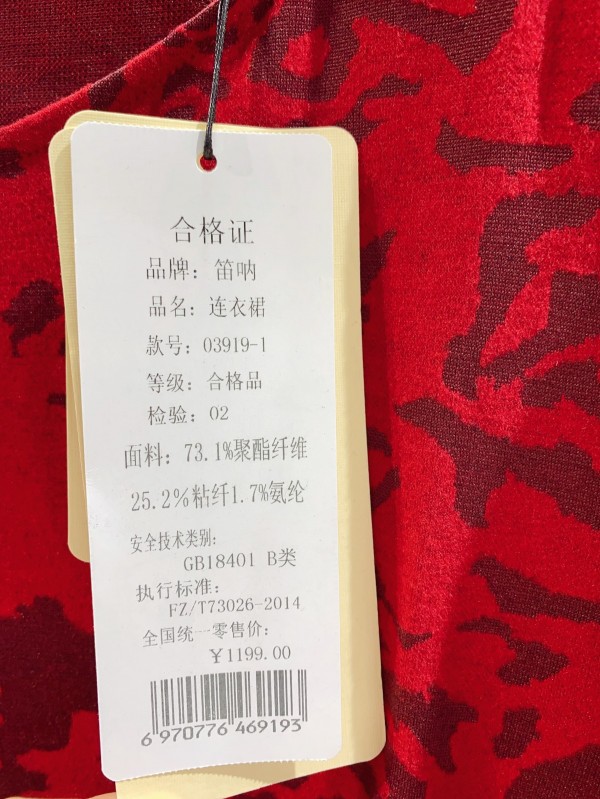 合格证
品牌：笛呐
品名：连衣裙
款号：03919-1
等级：合格品
检验：02
面料：73.1%聚酯纤维
25.2%粘纤1.7%氨纶
安全技术类别：
GB18401 B类
执行标准：
FZ/T73026-2014
全国统一零售价：
¥1199.00
6 970776 469193